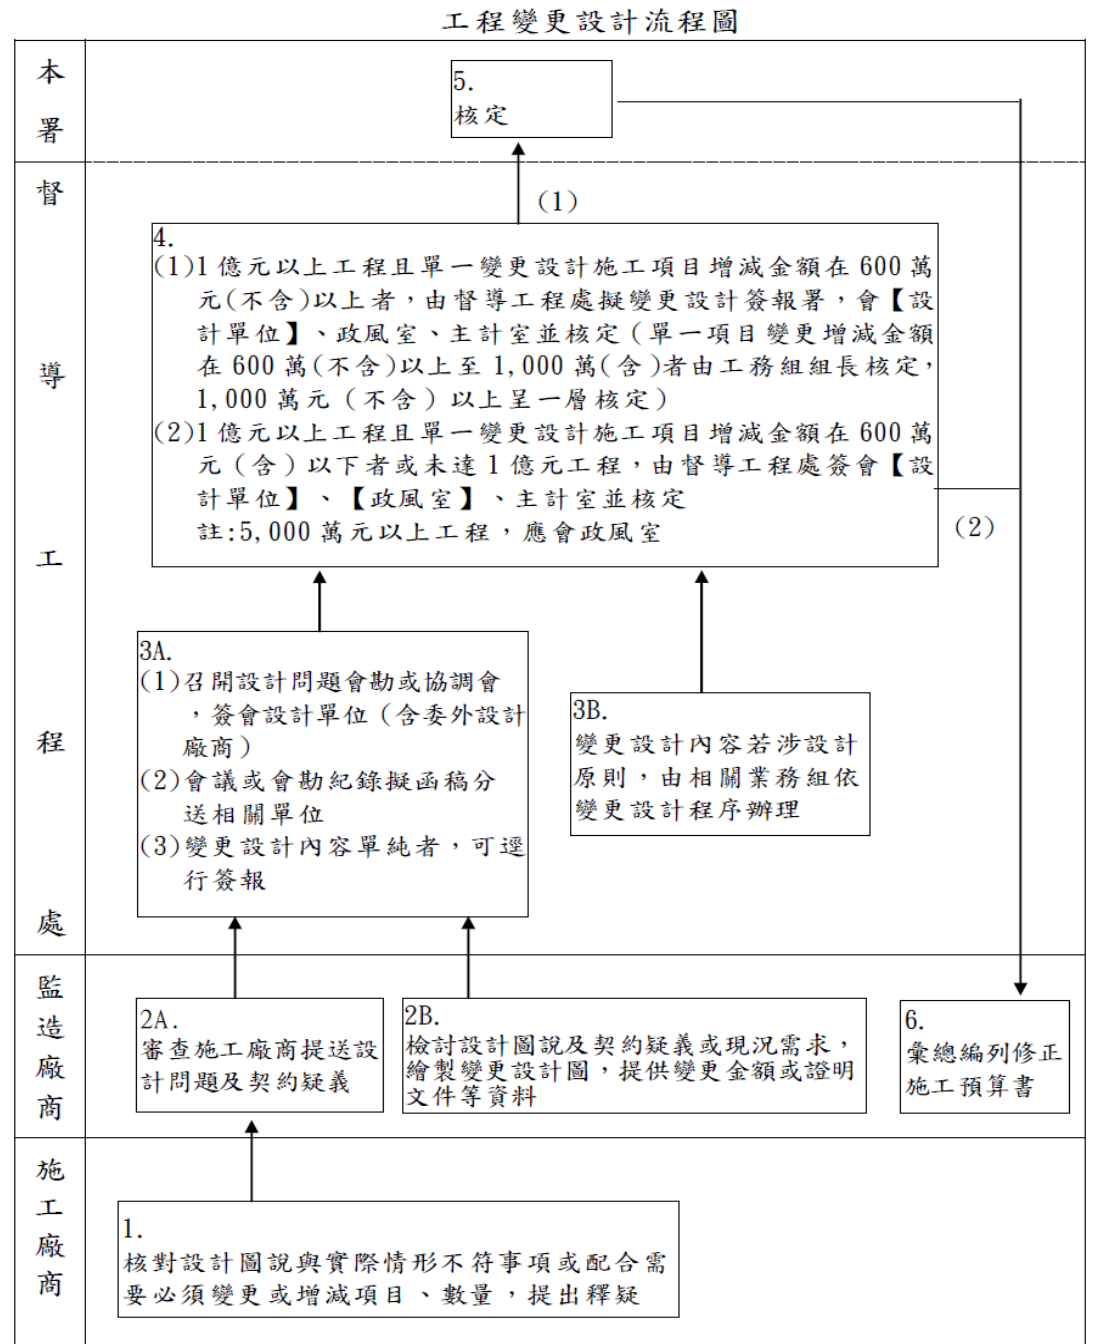 工程變更設計流程圖
本署
5.
核定
督導工程處
(1)
4.
(1)1億元以上工程且單一變更設計施工項目增減金額在600萬
元(不含)以上者，由督導工程處擬變更設計簽報署，會【設
計單位】、政風室、主計室並核定（單一項目變更增減金額
在600萬(不含)以上至1,000萬(含)者由工務組組長核定，
1,000萬元（不含）以上呈一層核定）
(2)1億元以上工程且單一變更設計施工項目增減金額在600萬
元（含）以下者或未達1億元工程，由督導工程處簽會【設
計單位】、【政風室】、主計室並核定
註:5,000萬元以上工程，應會政風室
(2)
3A.
(1)召開設計問題會勘或協調會
，簽會設計單位（含委外設計
廠商）
(2)會議或會勘紀錄擬函稿分
送相關單位
(3)變更設計內容單純者，可逕
行簽報
3B.
變更設計內容若涉設計
原則，由相關業務組依
變更設計程序辦理
監造廠商
2A.
審查施工廠商提送設
計問題及契約疑義
2B.
檢討設計圖說及契約疑義或現況需求，
繪製變更設計圖，提供變更金額或證明
文件等資料
6.
彙總編列修正
施工預算書
施工廠商
1.
核對設計圖說與實際情形不符事項或配合需
要必須變更或增減項目、數量，提出釋疑